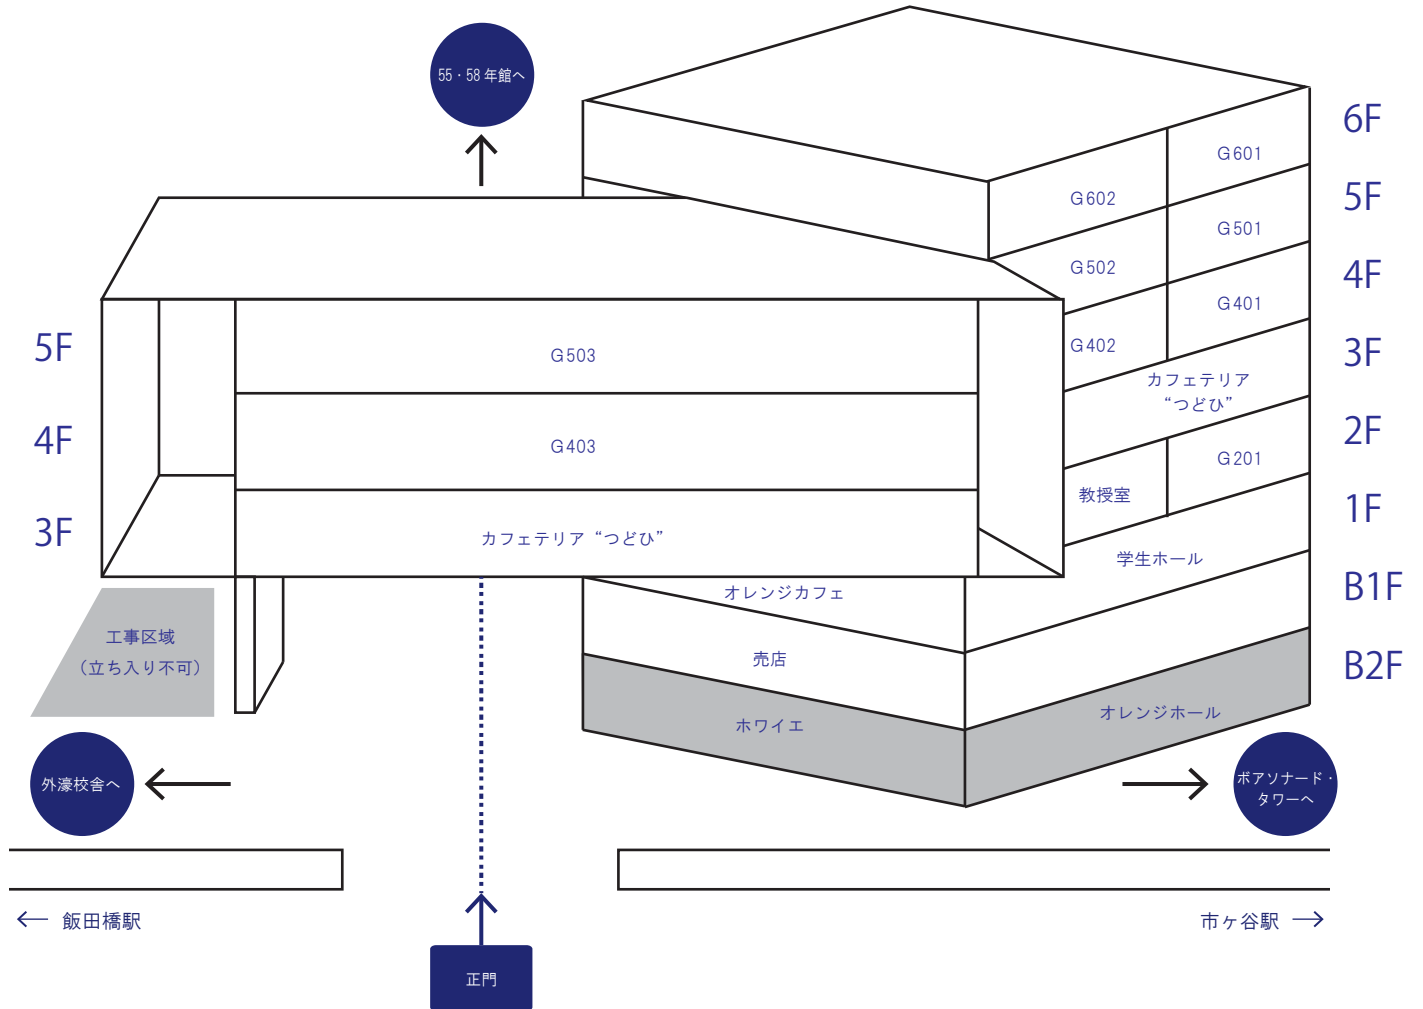 55・58 年館へ
6F
G601
G602
5F
G501
G502
4F
G401
G402
3F
カフェテリア
“つどひ”
2F
G201
教授室
1F
学生ホール
B1F
B2F
5F
G503
4F
G403
3F
カフェテリア “つどひ”
オレンジカフェ
売店
ホワイエ
オレンジホール
工事区域
（立ち入り不可）
外濠校舎へ
ボアソナード・
タワーへ
← 飯田橋駅
市ヶ谷駅 →
正門